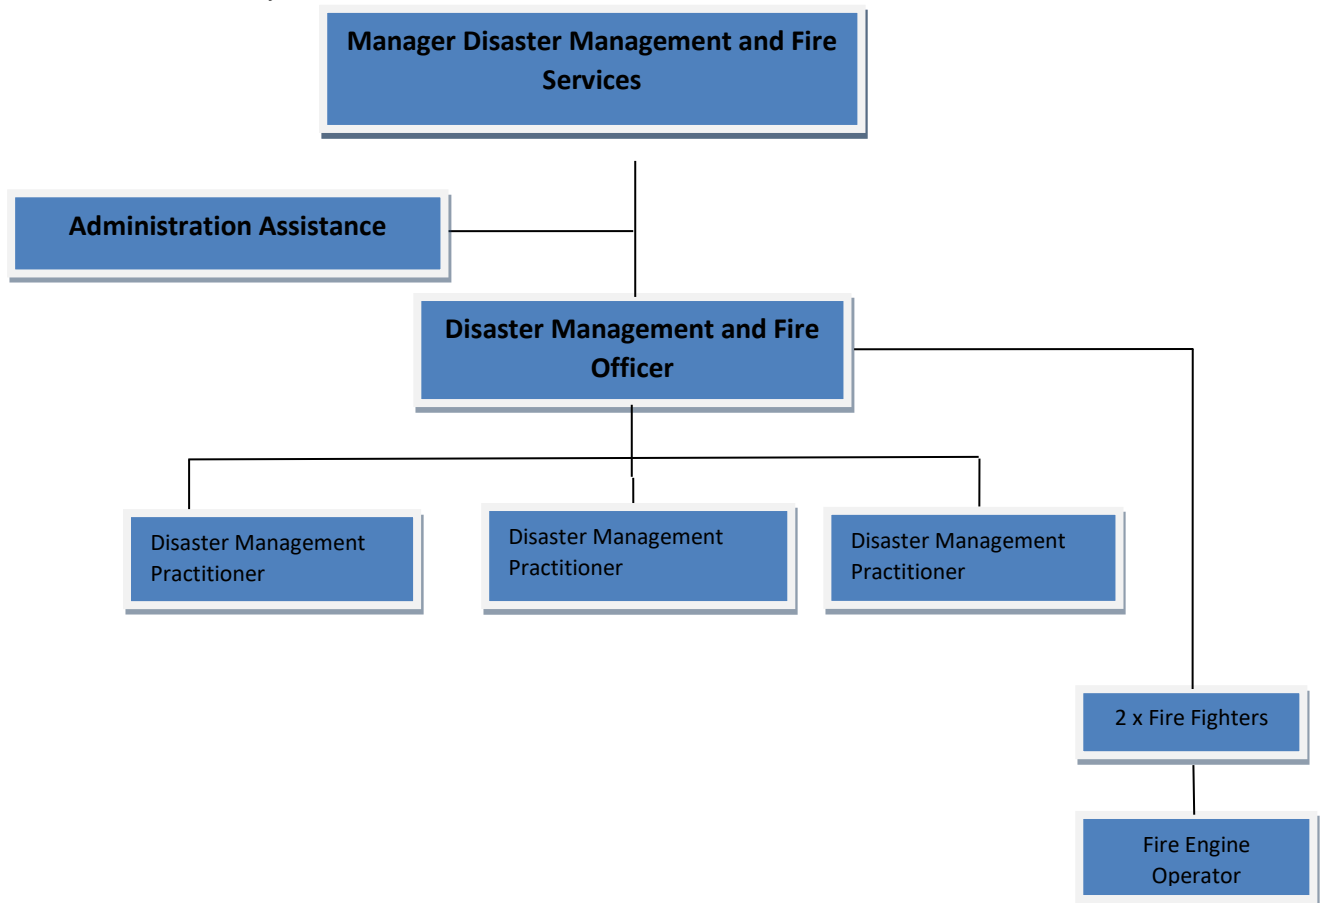 Manager Disaster Management and Fire
Services
Administration Assistance
Disaster Management and Fire
Officer
Disaster Management
Practitioner
Disaster Management
Practitioner
Disaster Management
Practitioner
2 x Fire Fighters
Fire Engine
Operator